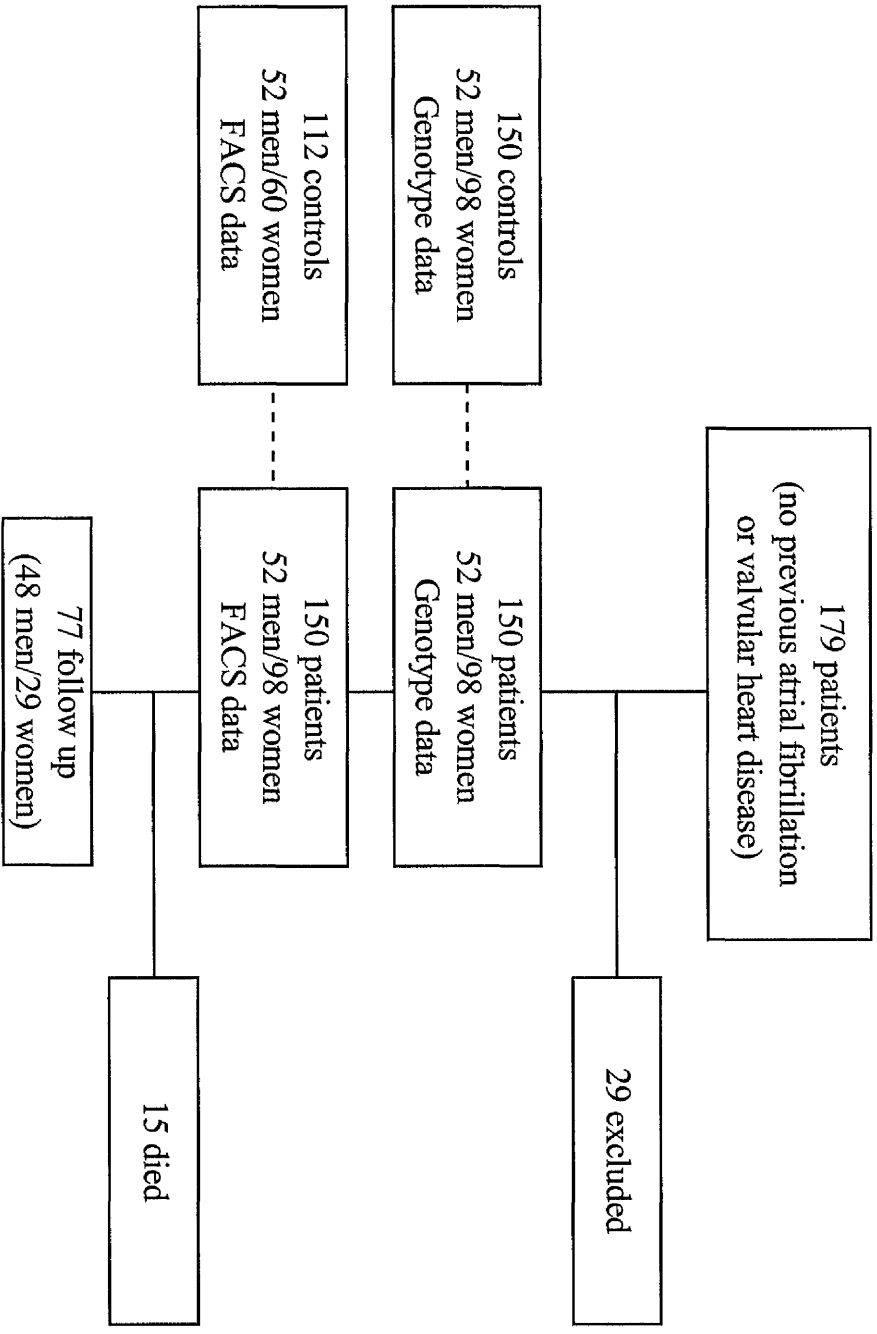 179 patients
(no previous atrial fibrillation
or valvular heart disease)
29 excluded
150 controls
52 men/98 women
Genotype data
150 patients
52 men/98 women
Genotype data
112 controls
52 men/60 women
FACS data
150 patients
52 men/98 women
FACS data
15 died
77 follow up
(48 men/29 women)